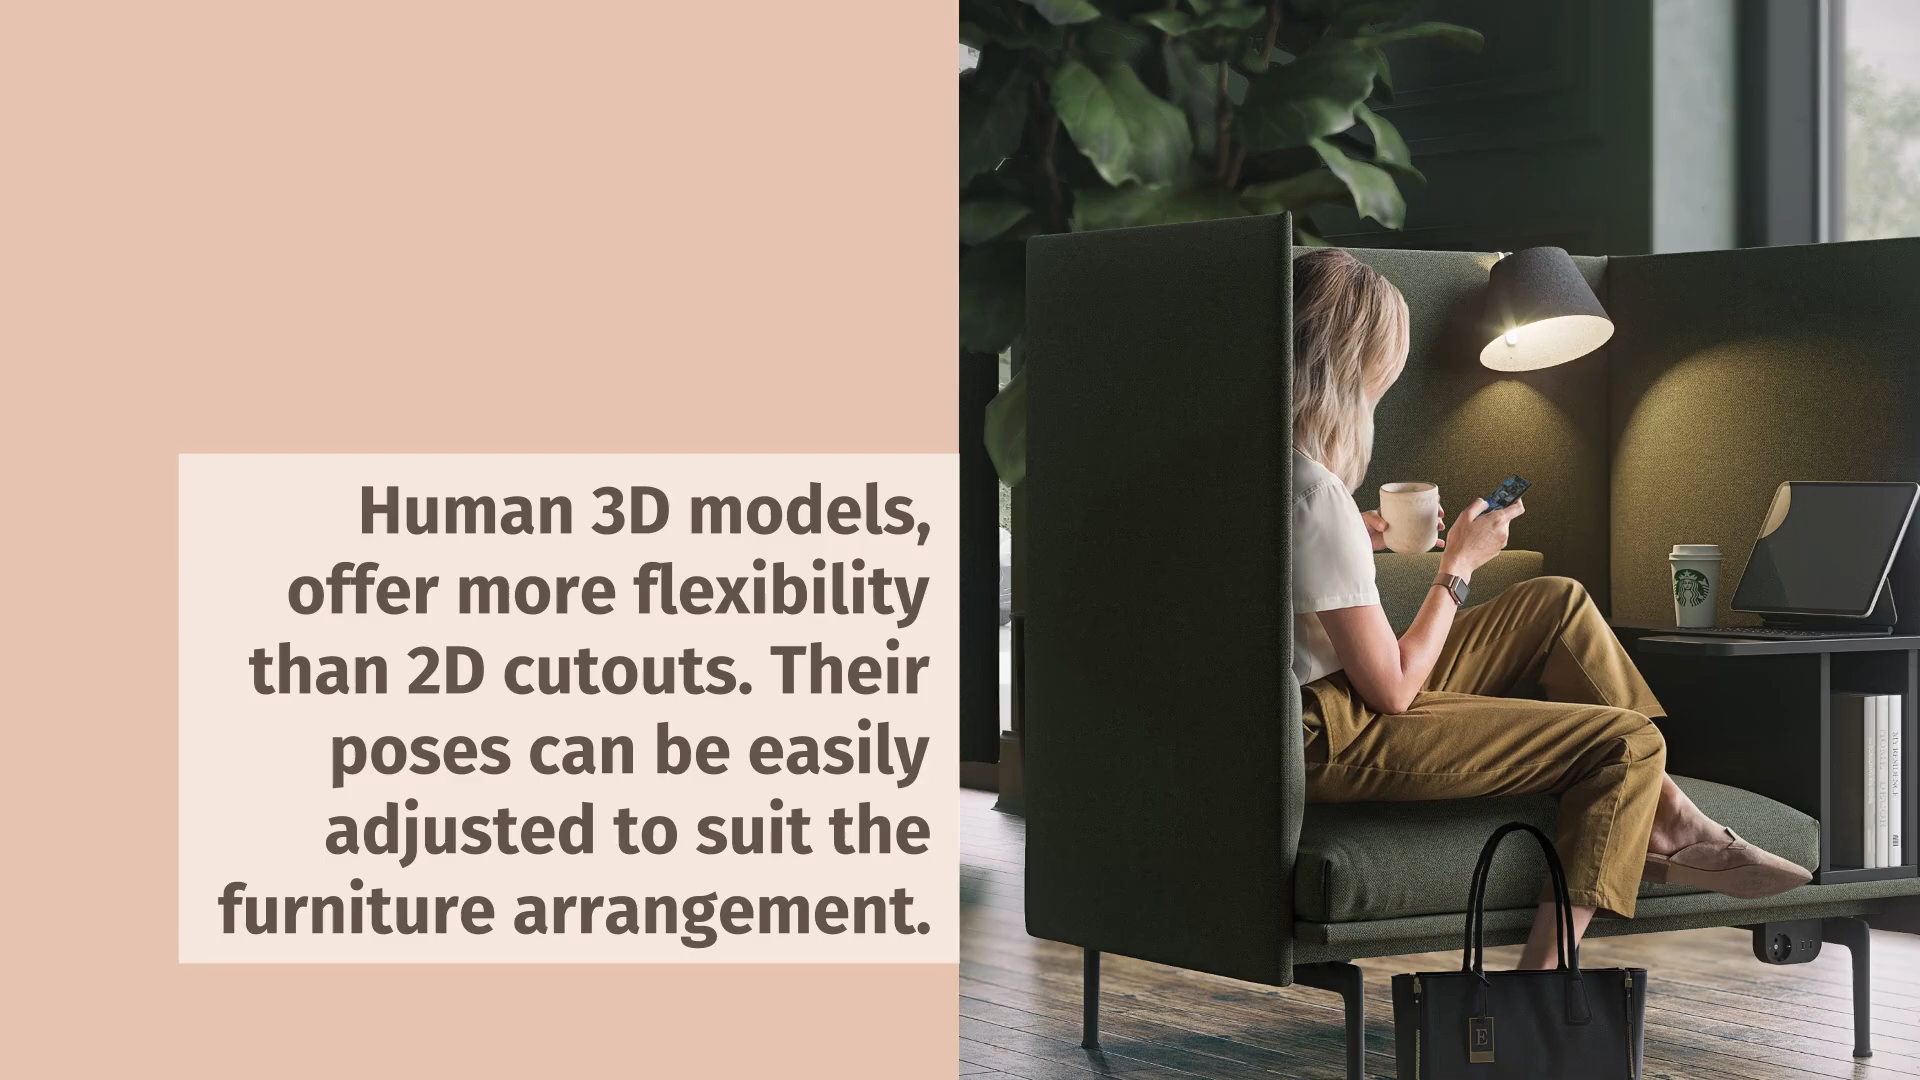 Human 3D models,
offer more flexibility
than 2D cutouts. Their
poses can be easily
adjusted to suit the
furniture arrangement.
E